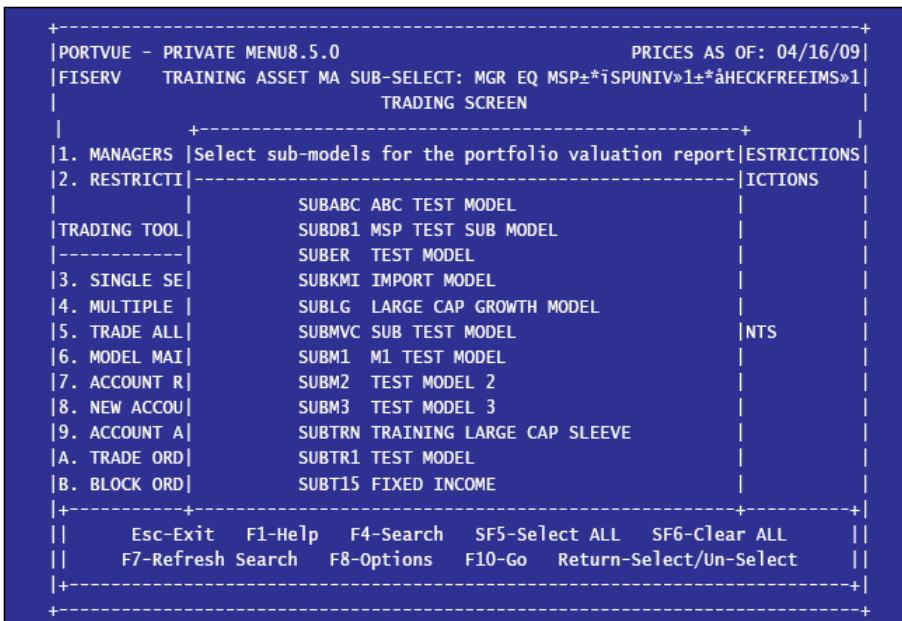 PORTVUE - PRIVATE MENU8.5.0 PRICES AS OF: 04/16/09
FISERV TRAINING ASSET MA SUB-SELECT: MGR EQ MSP±*ïSPUNIV»1±*åHECKFREEIMS»1
TRADING SCREEN
1. MANAGERS |Select sub-models for the portfolio valuation report|ESTRICTIONS
2. RESTRICTI|----------------------------------------------------|ICTIONS
SUBABC ABC TEST MODEL
TRADING TOOL| SUBDB1 MSP TEST SUB MODEL
------------| SUBER TEST MODEL
3. SINGLE SE| SUBKMI IMPORT MODEL
4. MULTIPLE | SUBLG LARGE CAP GROWTH MODEL
5. TRADE ALL| SUBMVC SUB TEST MODEL |NTS
6. MODEL MAI| SUBM1 M1 TEST MODEL
7. ACCOUNT R| SUBM2 TEST MODEL 2
8. NEW ACCOU| SUBM3 TEST MODEL 3
9. ACCOUNT A| SUBTRN TRAINING LARGE CAP SLEEVE
A. TRADE ORD| SUBTR1 TEST MODEL
B. BLOCK ORD| SUBT15 FIXED INCOME
Esc-Exit F1-Help F4-Search SF5-Select ALL SF6-Clear ALL
F7-Refresh Search F8-Options F10-Go Return-Select/Un-Select